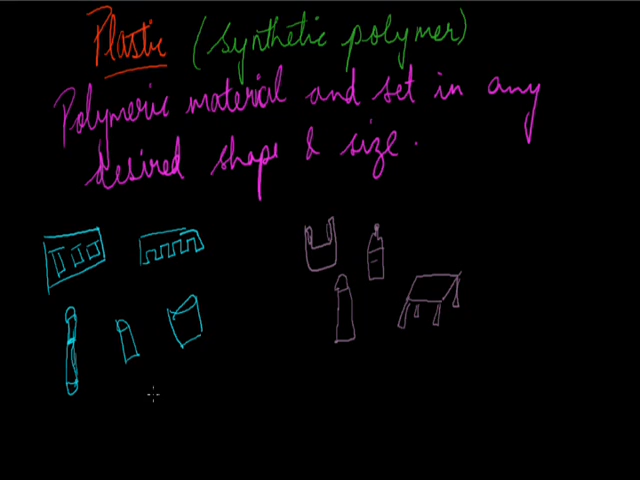 Plastic (synthetic polymer)
Polymeric material and set in any
desired shape & size.